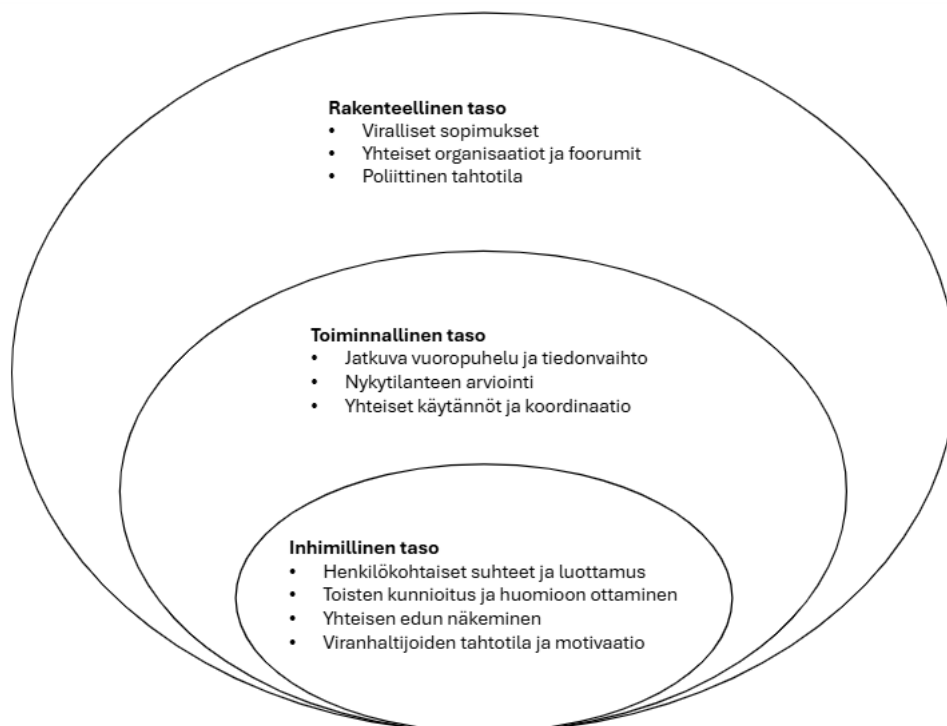 Rakenteellinen taso
• Viralliset sopimukset
• Yhteiset organisaatiot ja foorumit
• Poliittinen tahtotila
Toiminnallinen taso
• Jatkuva vuoropuhelu ja tiedonvaihto
• Nykytilanteen arviointi
• Yhteiset käytännöt ja koordinaatio
Inhimillinen taso
• Henkilökohtaiset suhteet ja luottamus
• Toisten kunnioitus ja huomioon ottaminen
• Yhteisen edun näkeminen
• Viranhaltijoiden tahtotila ja motivaatio